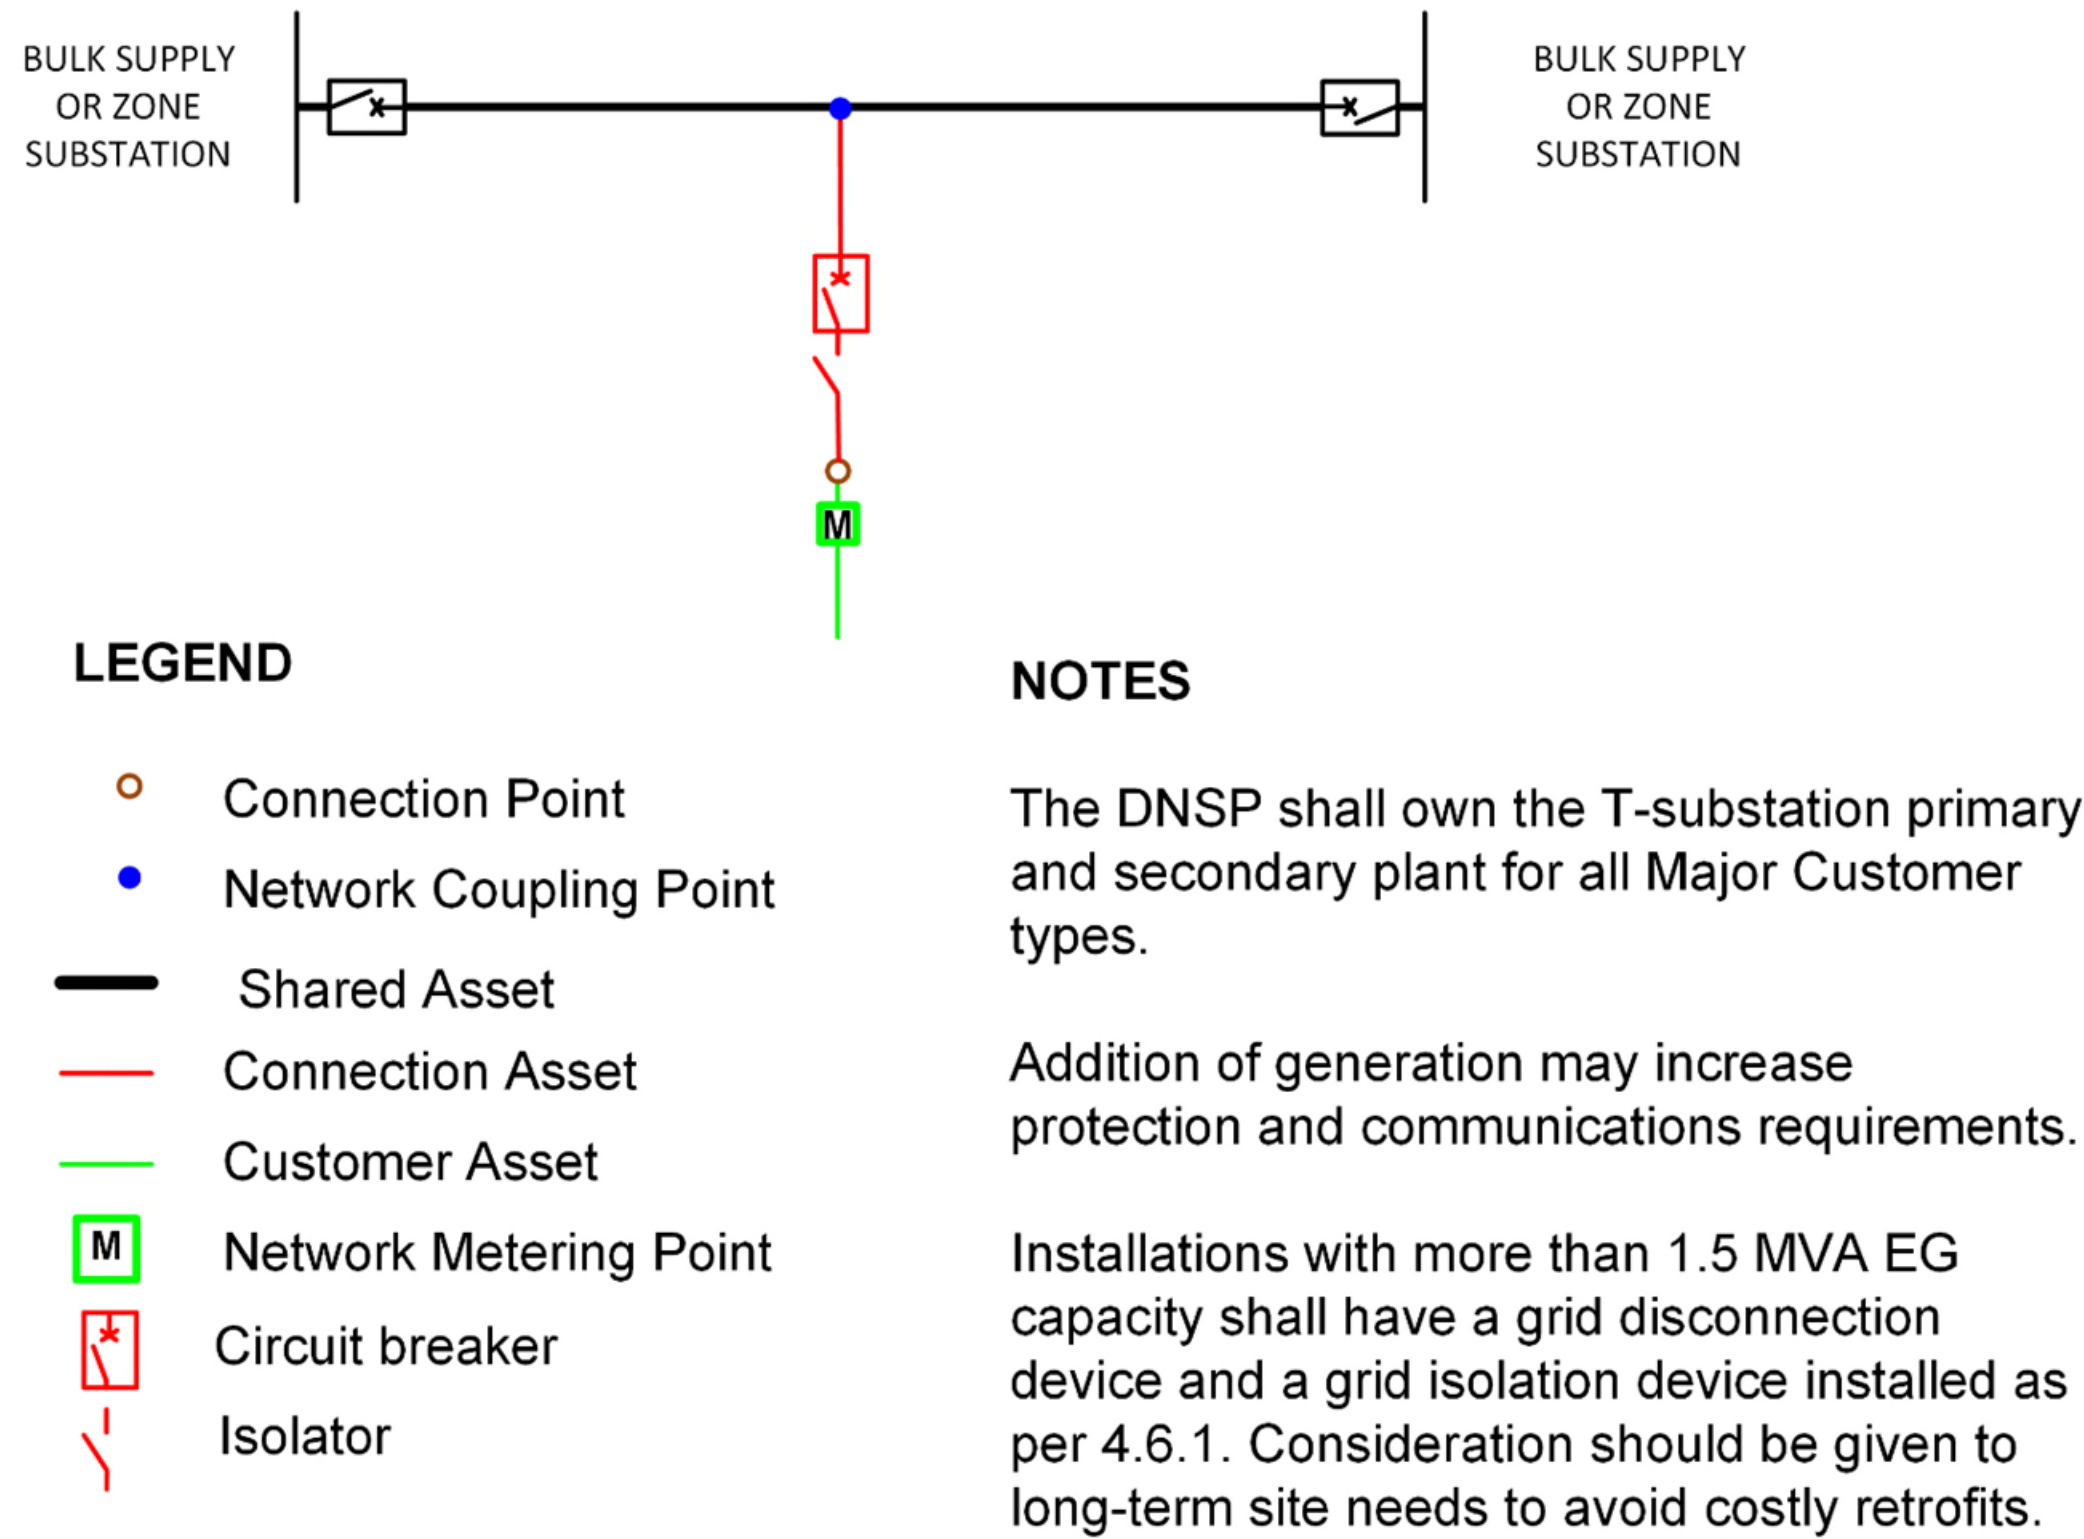 BULK SUPPLY
OR ZONE
SUBSTATION
BULK SUPPLY
OR ZONE
SUBSTATION
M
LEGEND
Connection Point
Network Coupling Point
Shared Asset
Connection Asset
Customer Asset
M
Network Metering Point
Circuit breaker
Isolator
NOTES
The DNSP shall own the T-substation primary
and secondary plant for all Major Customer
types.
Addition of generation may increase
protection and communications requirements.
Installations with more than 1.5 MVA EG
capacity shall have a grid disconnection
device and a grid isolation device installed as
per 4.6.1. Consideration should be given to
long-term site needs to avoid costly retrofits.